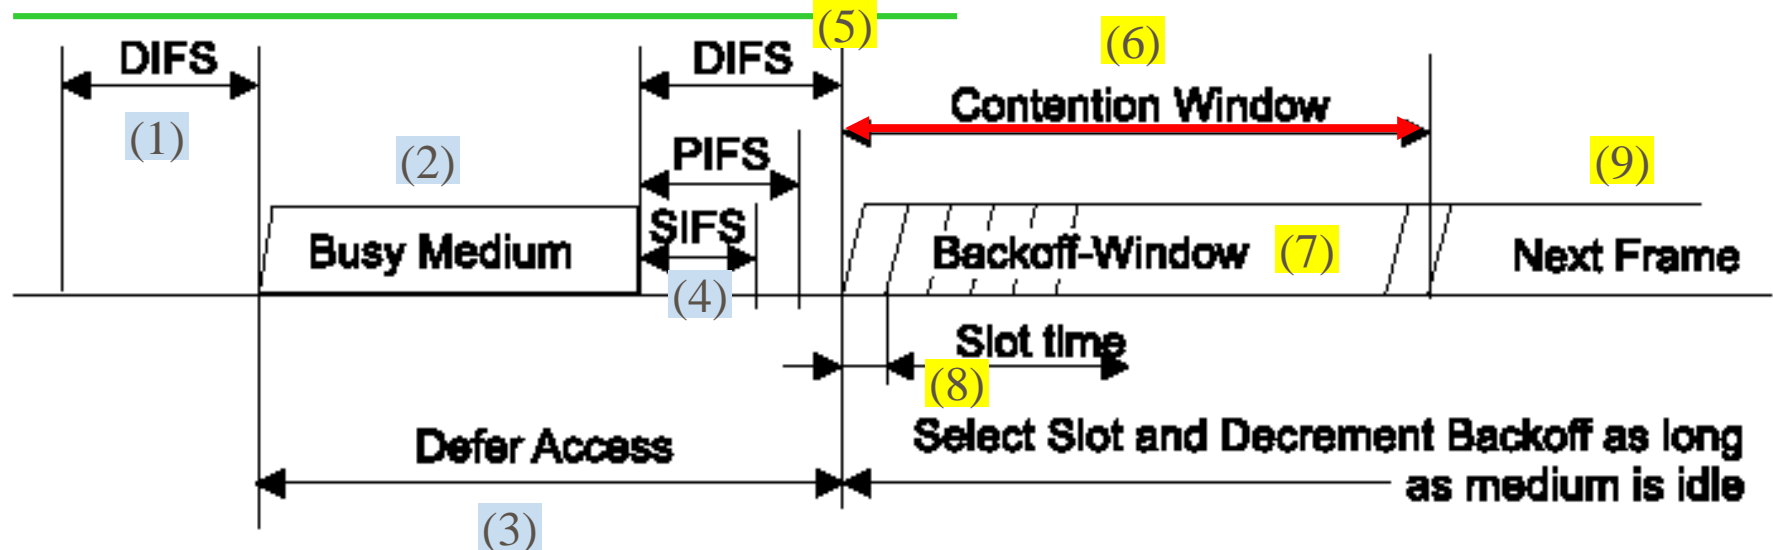 (5)
(6)
DIFS
DIFS
Contention Window
(1)
(2)
PIFS
(9)
SIFS
Busy Medium
Backoff-Window
(7)
Next Frame
(4)
Slot time
(8)
Defer Access
Select Slot and Decrement Backoff as long
as medium is idle
(3)